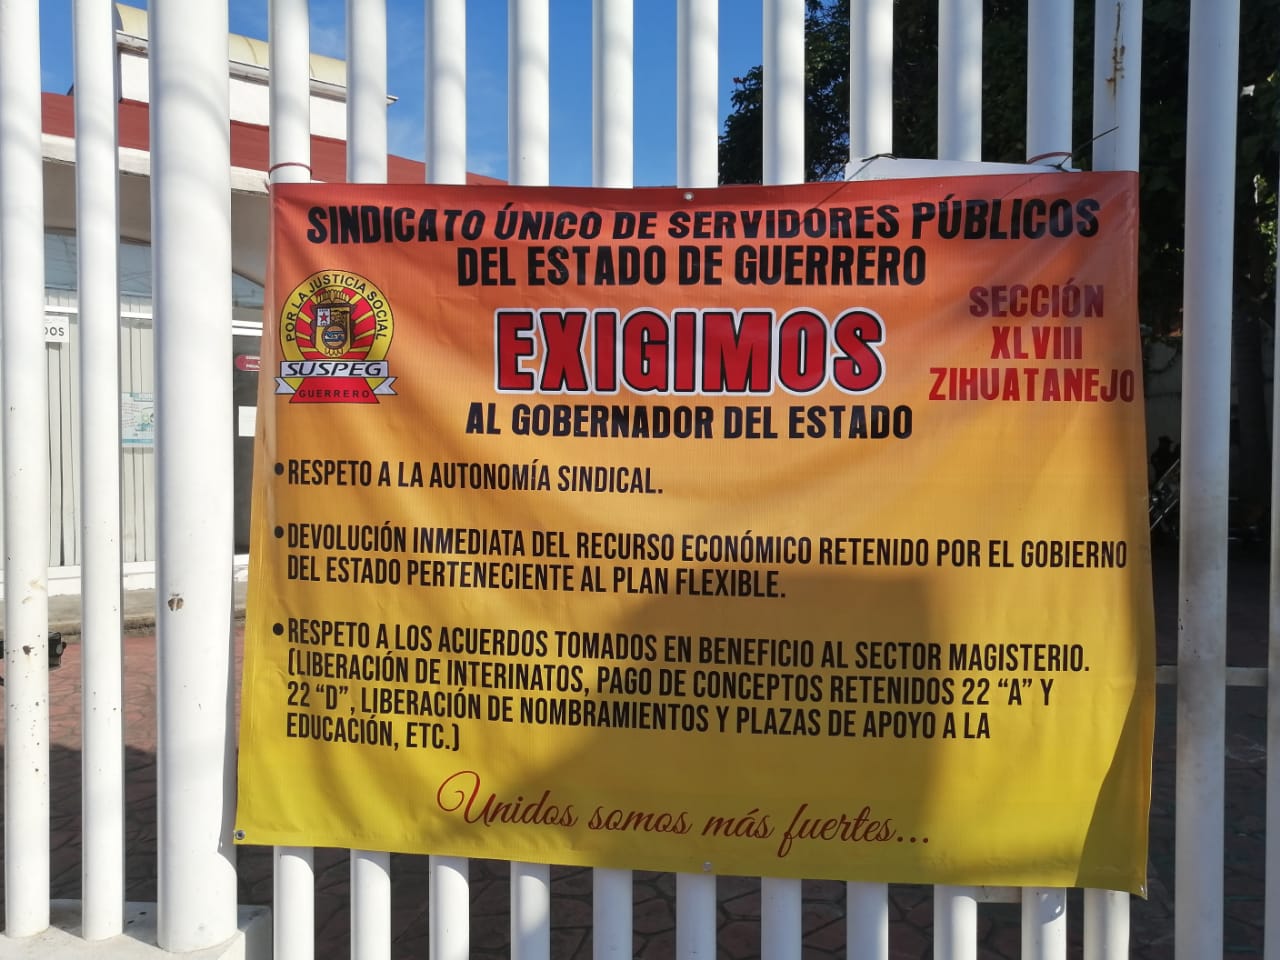 SINDICATO ÚNICO DE SERVIDORES PÚBLICOS
DEL ESTADO DE GUERRERO
POR LA JUSTICIA SOCIAL
SUSPEG
GUERRERO
EXIGIMOS
SECCIÓN
XLVIII
ZIHUATANEJO
AL GOBERNADOR DEL ESTADO
• RESPETO A LA AUTONOMÍA SINDICAL.
• DEVOLUCIÓN INMEDIATA DEL RECURSO ECONÓMICO RETENIDO POR EL GOBIERNO
DEL ESTADO PERTENECIENTE AL PLAN FLEXIBLE.
• RESPETO A LOS ACUERDOS TOMADOS EN BENEFICIO AL SECTOR MAGISTERIO.
(LIBERACIÓN DE INTERINATOS, PAGO DE CONCEPTOS RETENIDOS 22 “A” Y
22 “D”, LIBERACIÓN DE NOMBRAMIENTOS Y PLAZAS DE APOYO A LA
EDUCACIÓN, ETC.)
Unidos somos más fuertes...